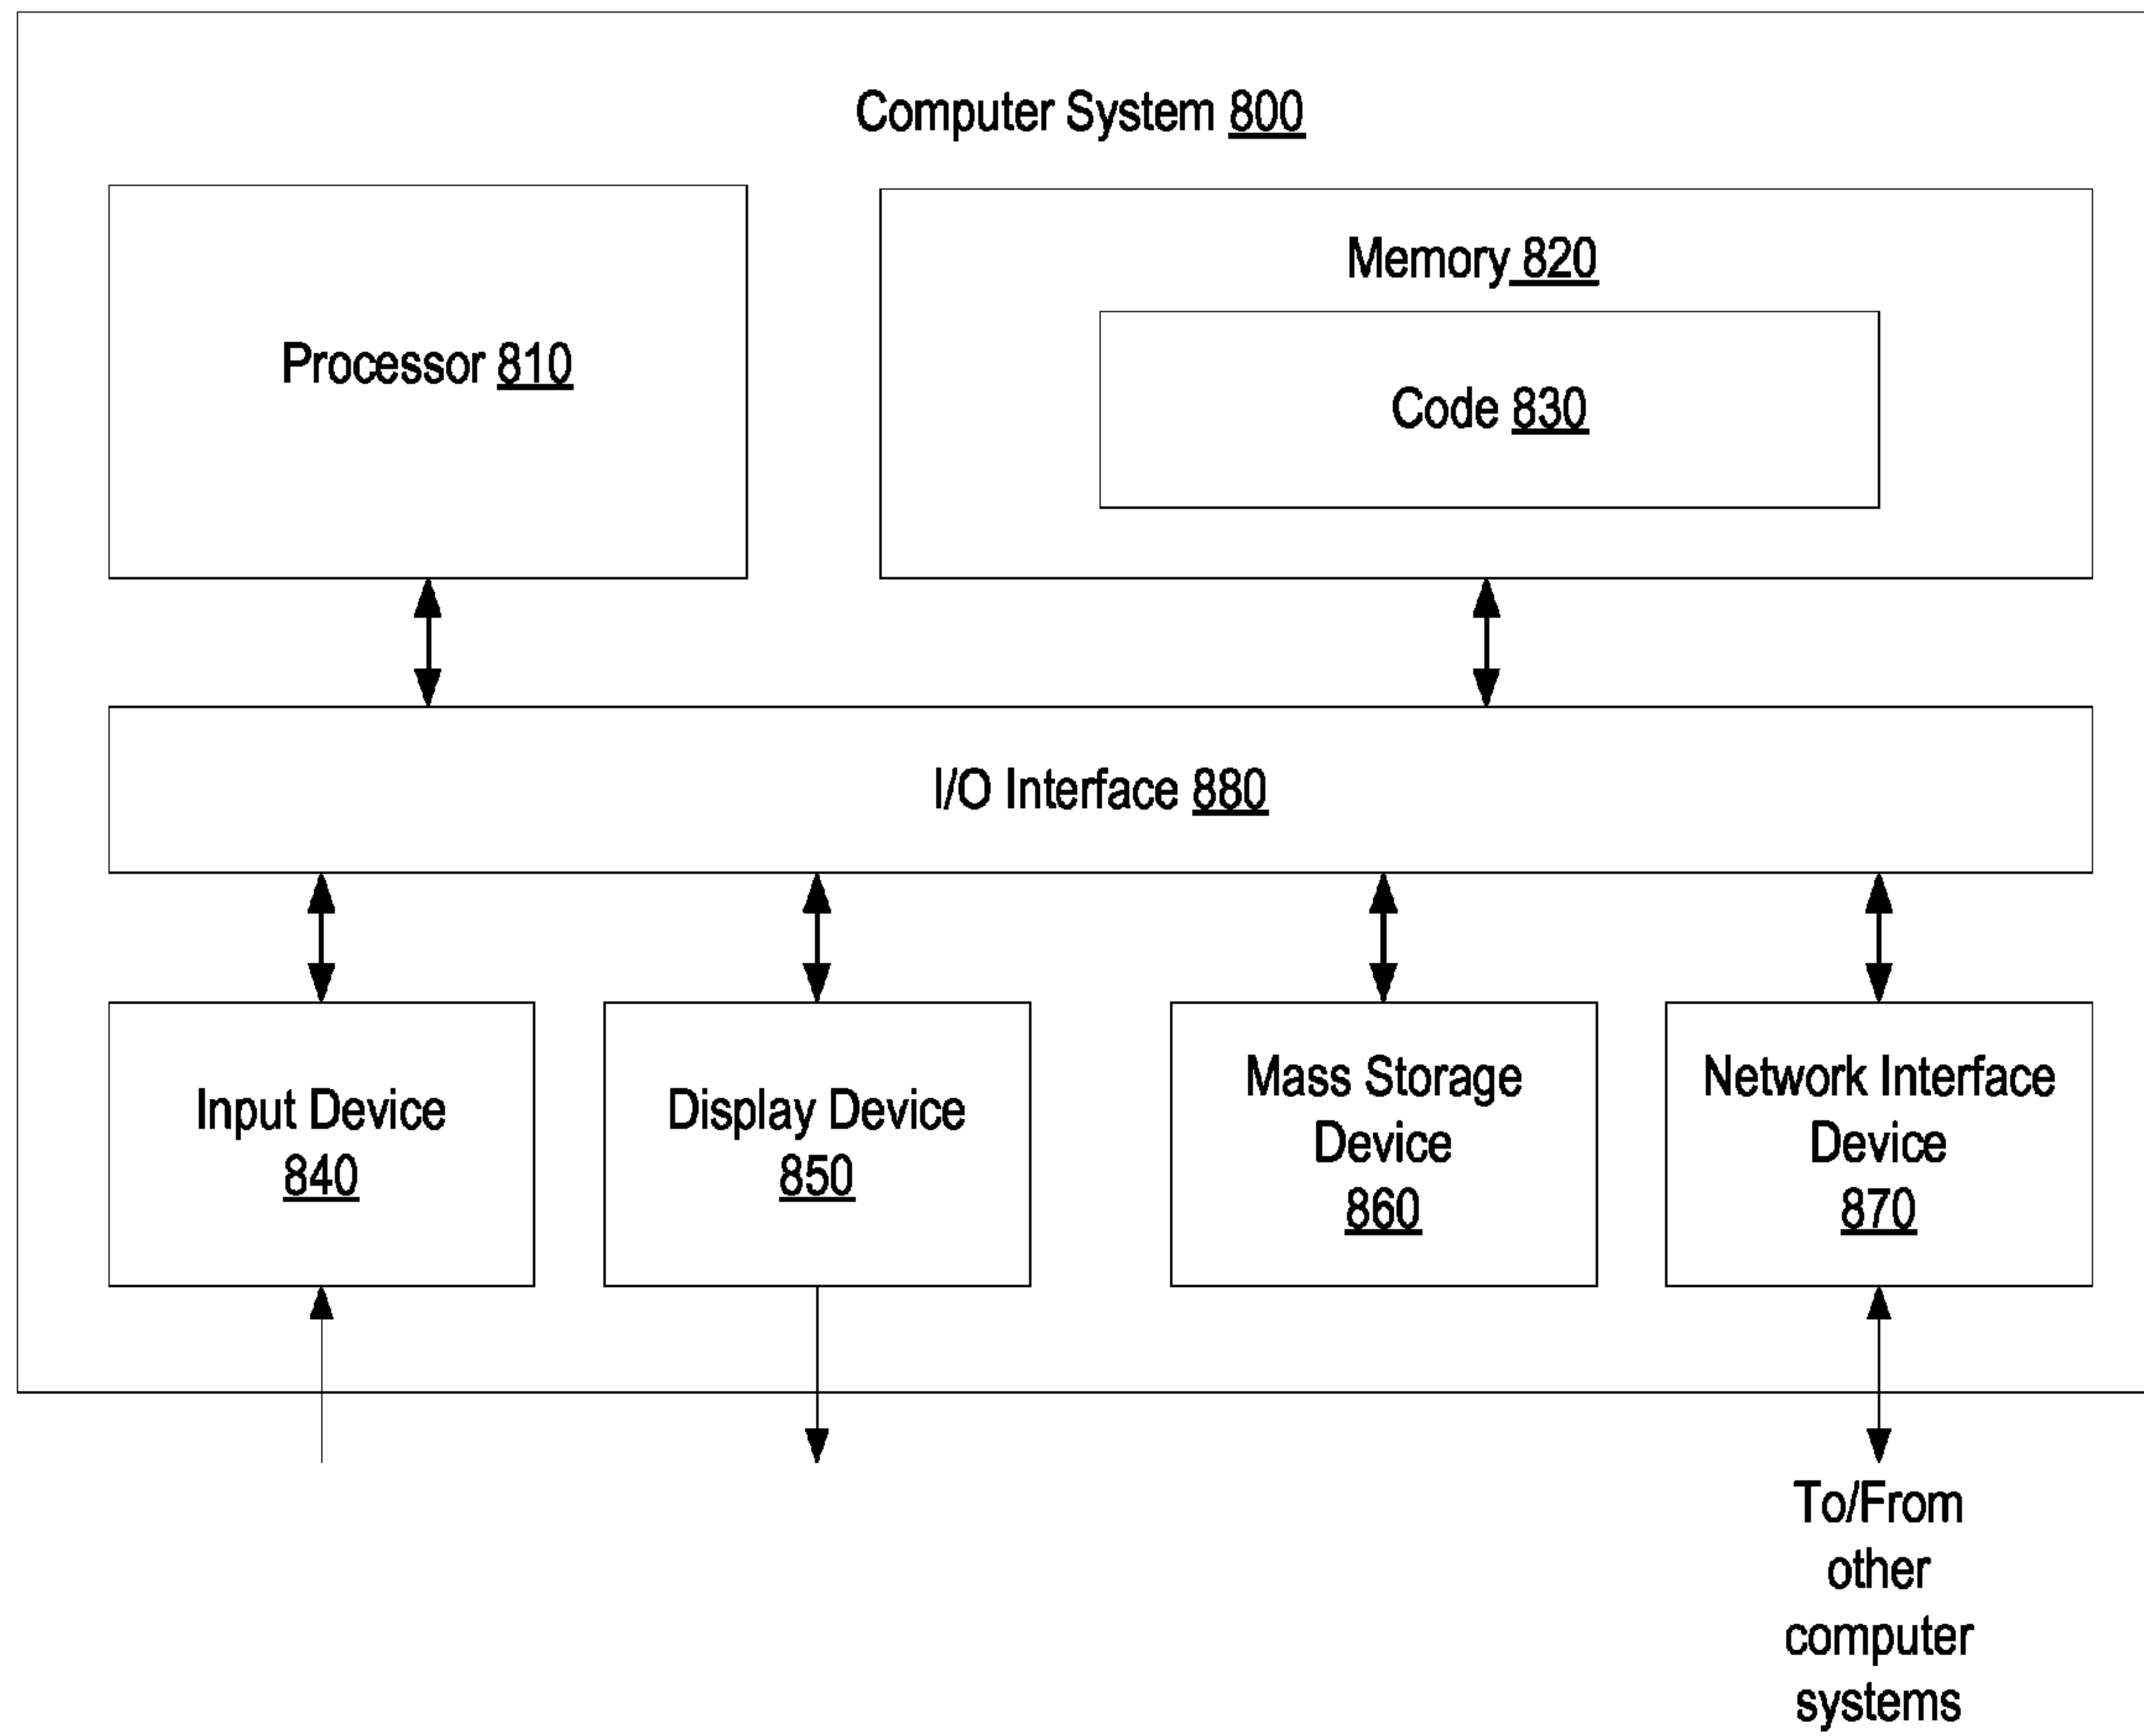 Computer System 800
Processor 810
Memory 820
Code 830
I/O Interface 880
Input Device
840
Display Device
850
Mass Storage
Device
860
Network Interface
Device
870
To/From
other
computer
systems